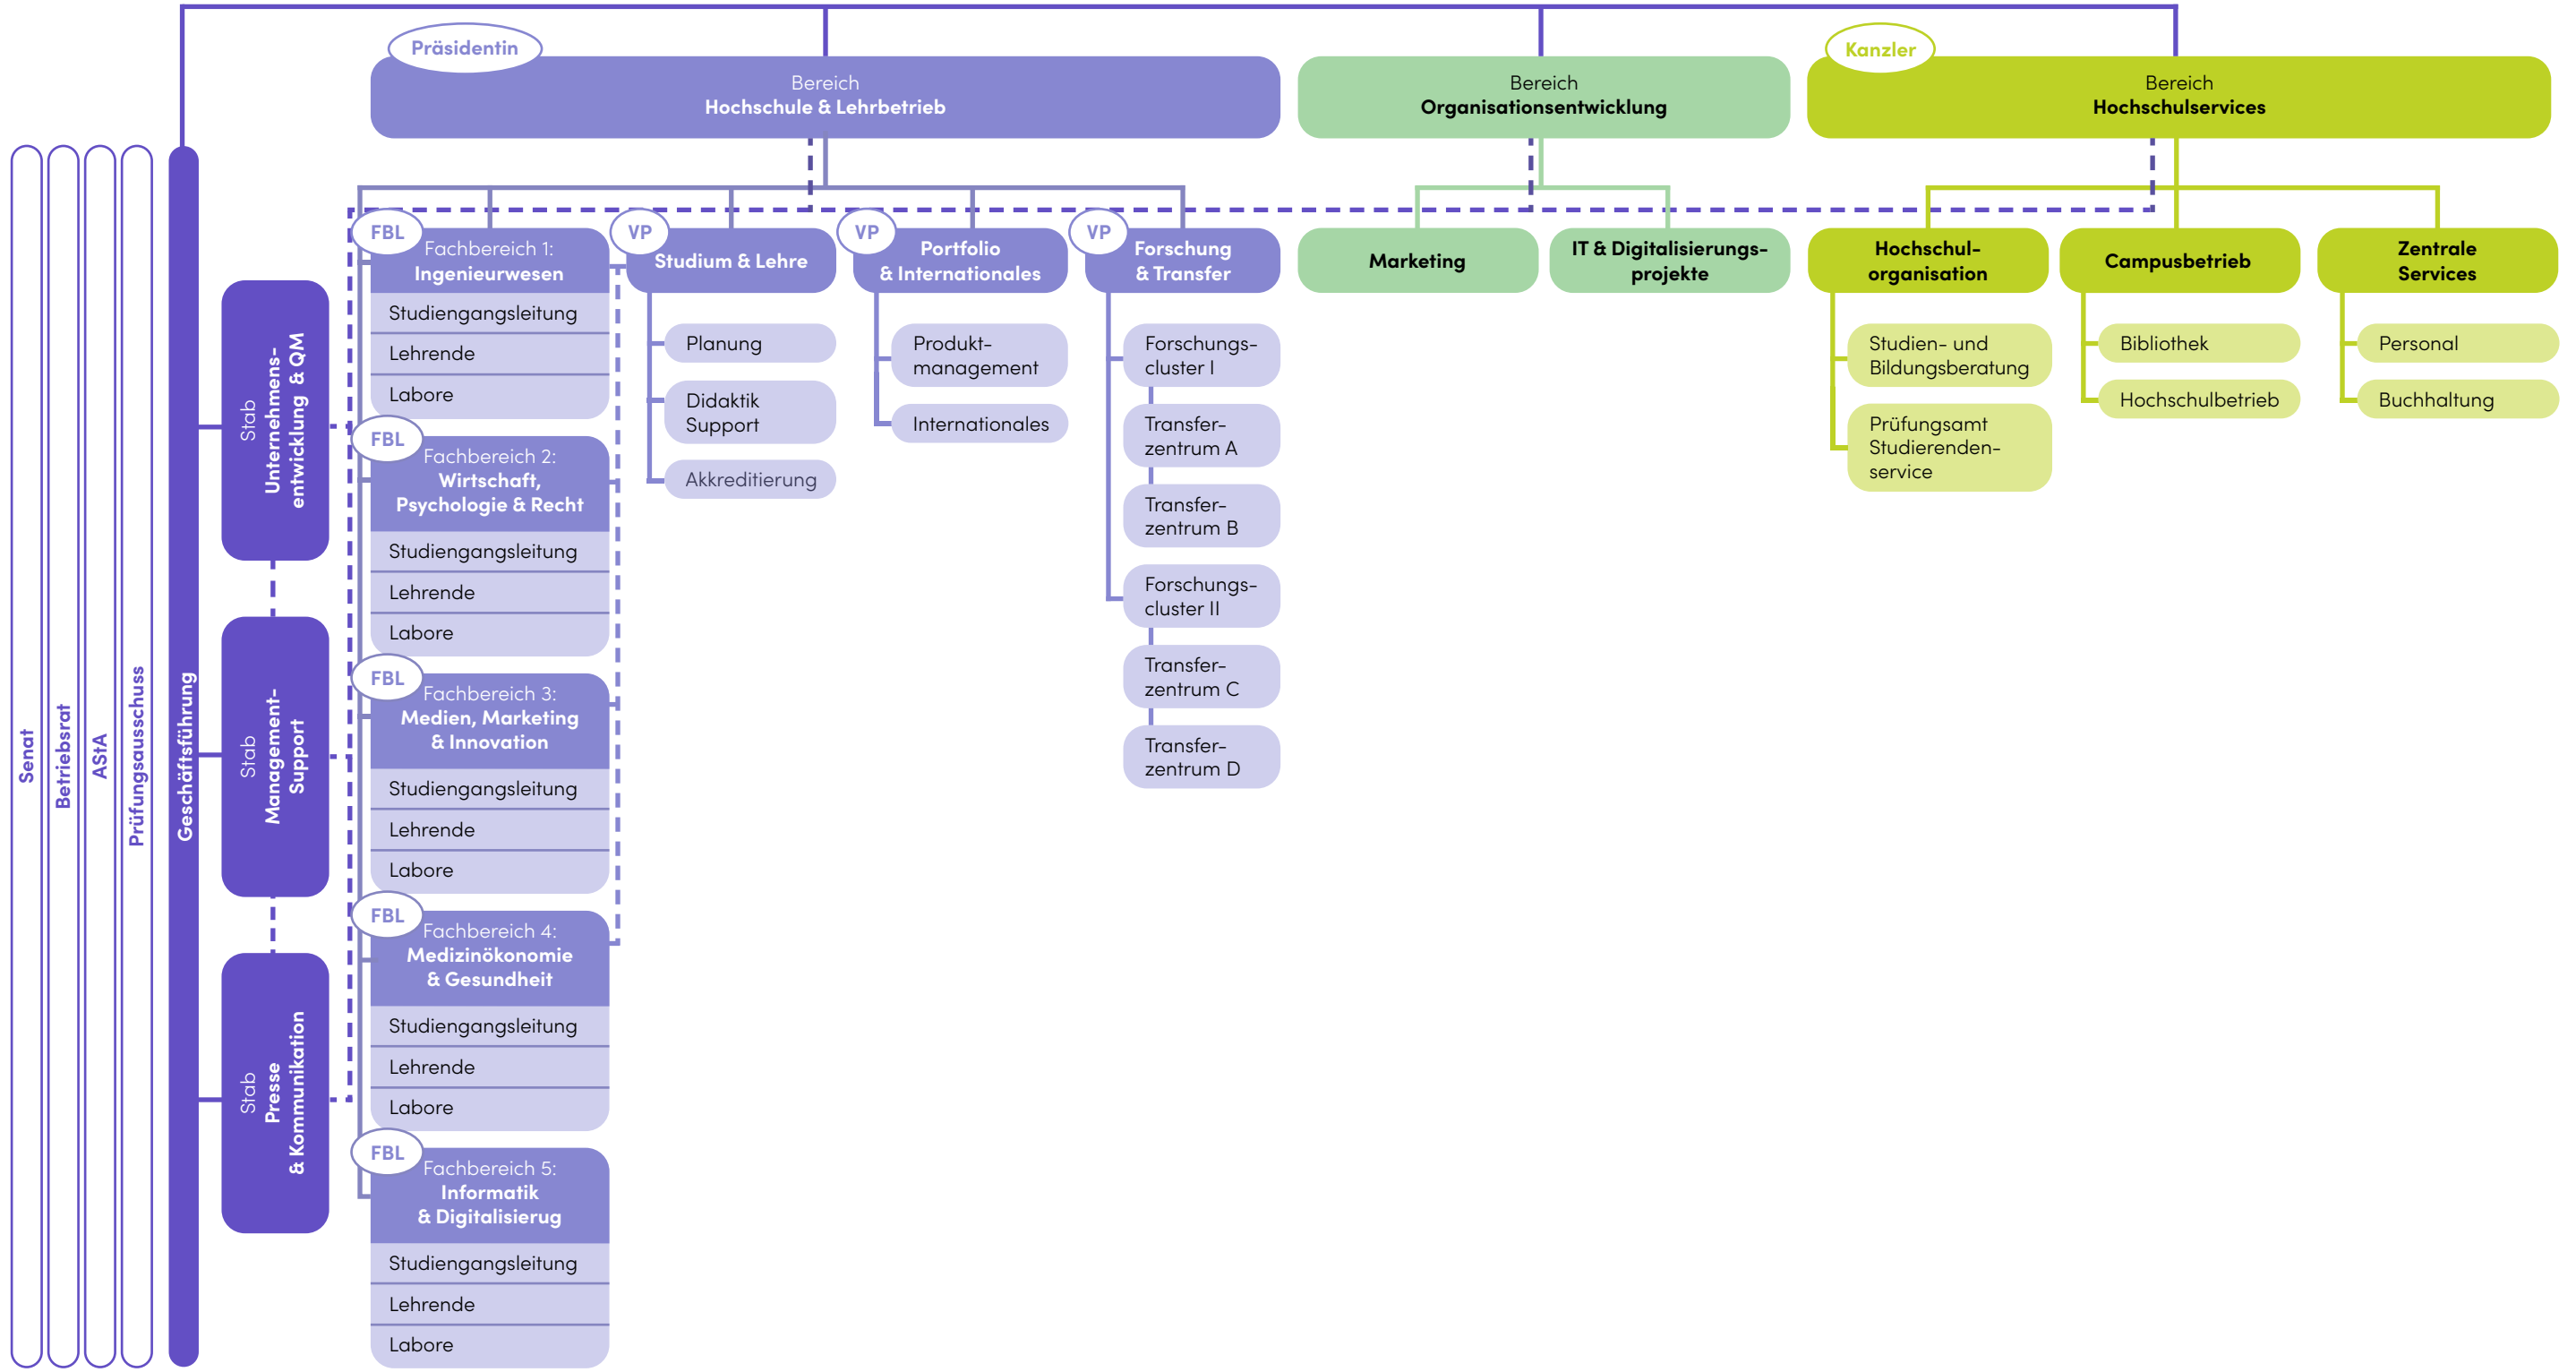 Senat
Betriebsrat
AStA
Prüfungsausschuss
Geschäftsführung
Stab
Unternehmens-
entwicklung & QM
Stab
Management-
Support
Stab
Presse
& Kommunikation
Präsidentin
Bereich
Hochschule & Lehrbetrieb
FBL
Fachbereich 1:
Ingenieurwesen
Studiengangsleitung
Lehrende
Labore
FBL
Fachbereich 2:
Wirtschaft,
Psychologie & Recht
Studiengangsleitung
Lehrende
Labore
FBL
Fachbereich 3:
Medien, Marketing
& Innovation
Studiengangsleitung
Lehrende
Labore
FBL
Fachbereich 4:
Medizinökonomie
& Gesundheit
Studiengangsleitung
Lehrende
Labore
FBL
Fachbereich 5:
Informatik
& Digitalisierug
Studiengangsleitung
Lehrende
Labore
VP
Studium & Lehre
Planung
Didaktik
Support
Akkreditierung
VP
Portfolio
& Internationales
Produkt-
management
Internationales
VP
Forschung
& Transfer
Forschungs-
cluster I
Transfer-
zentrum A
Transfer-
zentrum B
Forschungs-
cluster II
Transfer-
zentrum C
Transfer-
zentrum D
Bereich
Organisationsentwicklung
Marketing
IT & Digitalisierungs-
projekte
Kanzler
Bereich
Hochschulservices
Hochschul-
organisation
Studien- und
Bildungsberatung
Prüfungsamt
Studierenden-
service
Campusbetrieb
Bibliothek
Hochschulbetrieb
Zentrale
Services
Personal
Buchhaltung